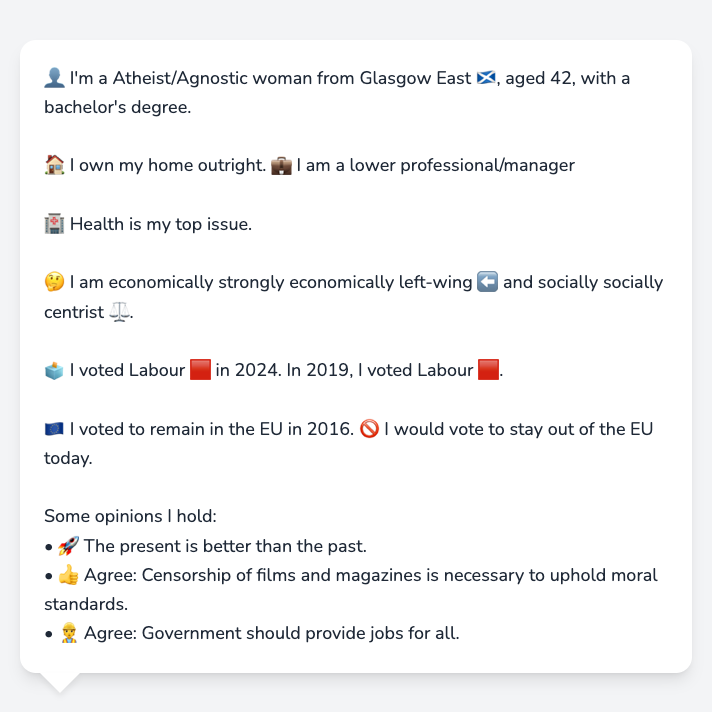 👤 I'm a Atheist/Agnostic woman from Glasgow East 🏴󠁧󠁢󠁳󠁣󠁴󠁿, aged 42, with a
bachelor's degree.
🏠 I own my home outright. 💼 I am a lower professional/manager
🏥 Health is my top issue.
🤔 I am economically strongly economically left-wing ⬅️ and socially socially
centrist ⚖️.
🗳️ I voted Labour 🟥 in 2024. In 2019, I voted Labour 🟥.
🇪🇺 I voted to remain in the EU in 2016. 🚫 I would vote to stay out of the EU
today.
Some opinions I hold:
• 🚀 The present is better than the past.
• 👍 Agree: Censorship of films and magazines is necessary to uphold moral
standards.
• 👷 Agree: Government should provide jobs for all.